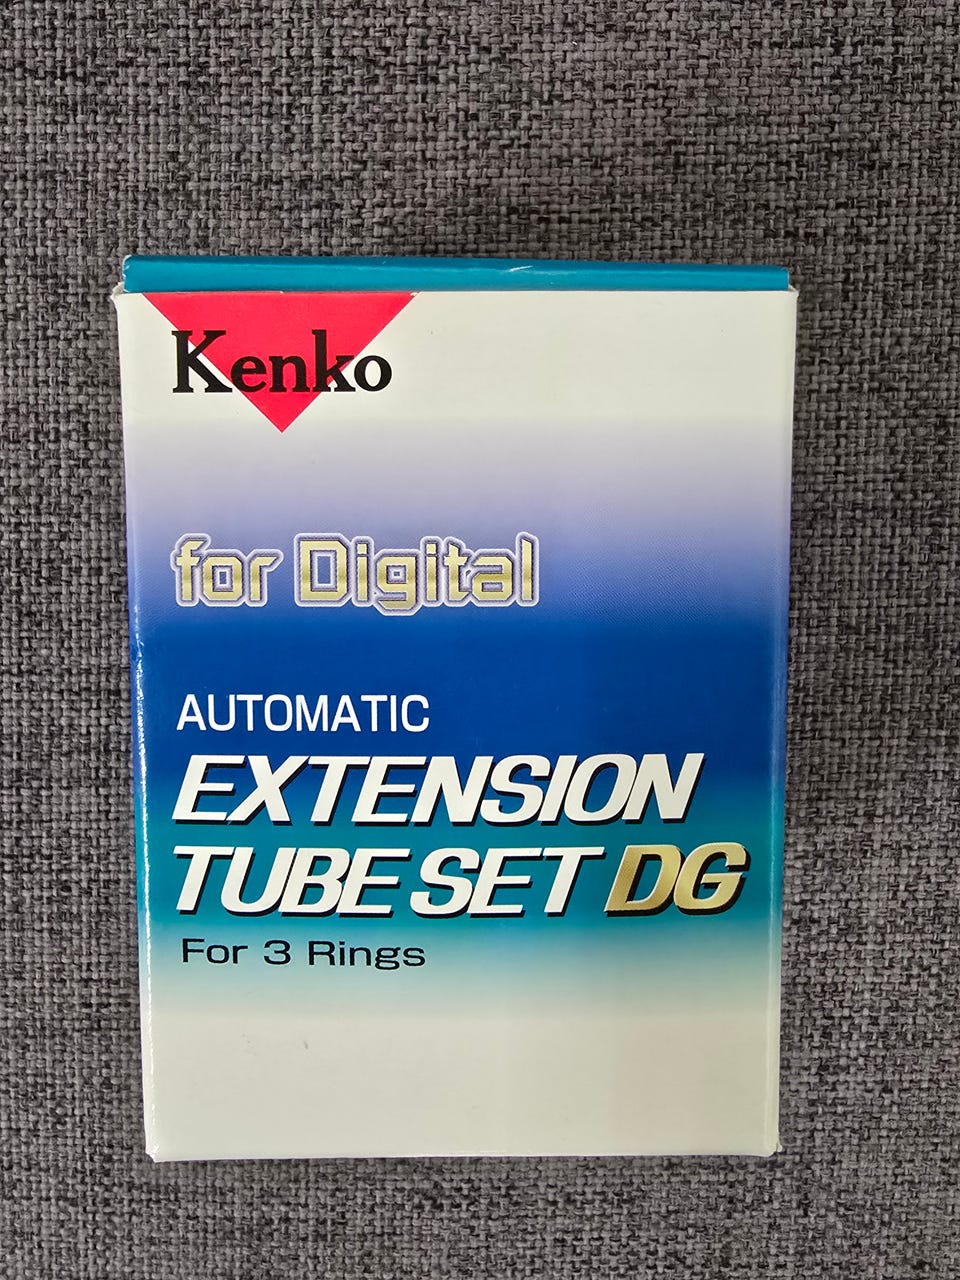 Kenko
for Digital
AUTOMATIC
EXTENSION
TUBE SET DG
For 3 Rings